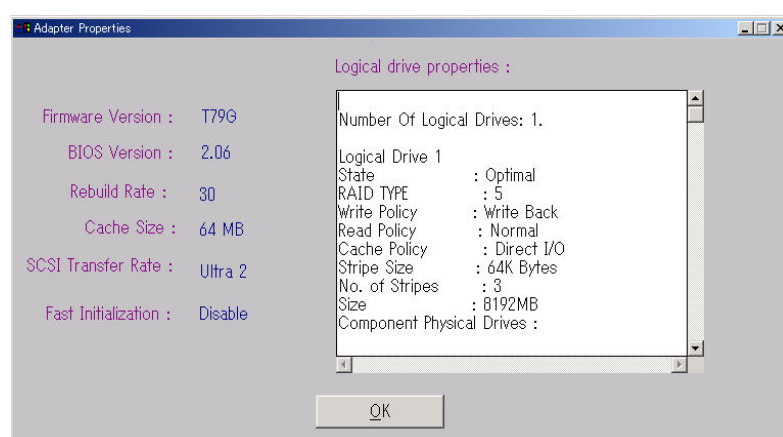 Adapter Properties
Logical drive properties :
Firmware Version : T79G
BIOS Version : 2.06
Rebuild Rate : 30
Cache Size : 64 MB
SCSI Transfer Rate : Ultra 2
Fast Initialization : Disable
Number Of Logical Drives: 1.
Logical Drive 1
State : Optimal
RAID TYPE : 5
Write Policy : Write Back
Read Policy : Normal
Cache Policy : Direct I/O
Stripe Size : 64K Bytes
No. of Stripes : 3
Size : 8192MB
Component Physical Drives :
OK